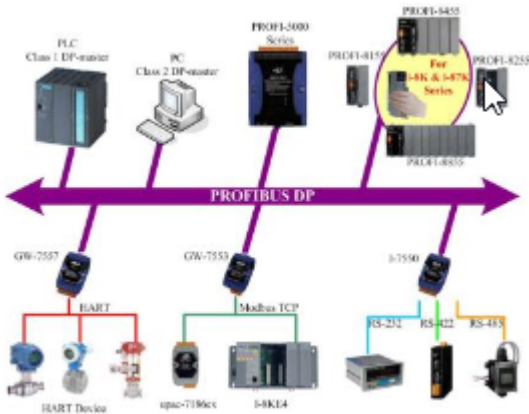 PLC
Class 1 DP-master
PC
Class 2 DP-master
PROFI-5000
Series
PROFI-8455
PROFI-8155
For
I-8K & I-87K
Series
PROFI-8255
PROFI-8855
PROFIBUS DP
GW-7557
GW-7553
I-7550
HART
Modbus TCP
RS-232
RS-422
RS-485
HART Device
upac-7186ex
I-8KE4